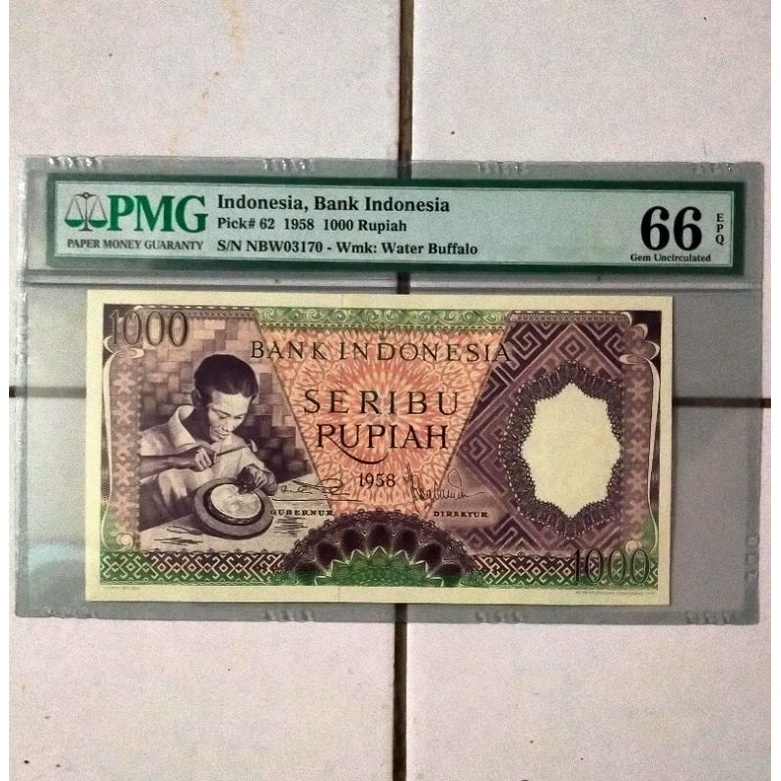 PMG
PAPER MONEY GUARANTY
Indonesia, Bank Indonesia
Pick# 62 1958 1000 Rupiah
S/N NBW03170 - Wmk: Water Buffalo
66 EPQ
Gem Uncirculated
1000
BANK INDONESIA
SERIBU
RUPIAH
1958
GUBERNUR
DIREKTUR
1000